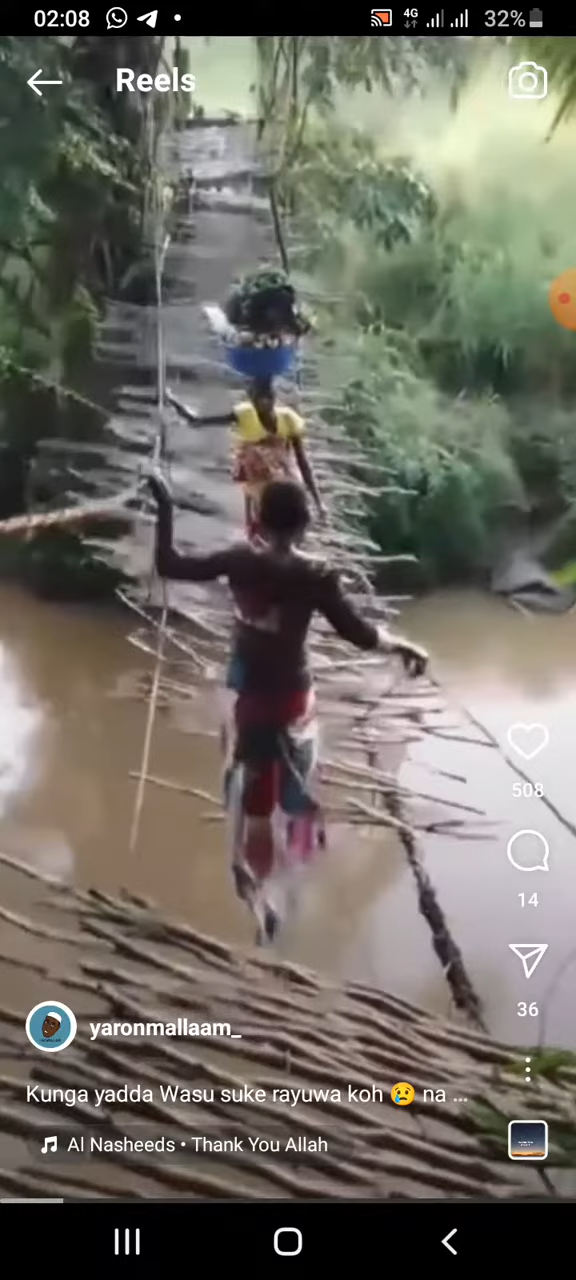 02:08
4G
32%
Reels
508
14
36
yaronmallaam_
Kunga yadda Wasu suke rayuwa koh 😢 na ...
Al Nasheeds • Thank You Allah